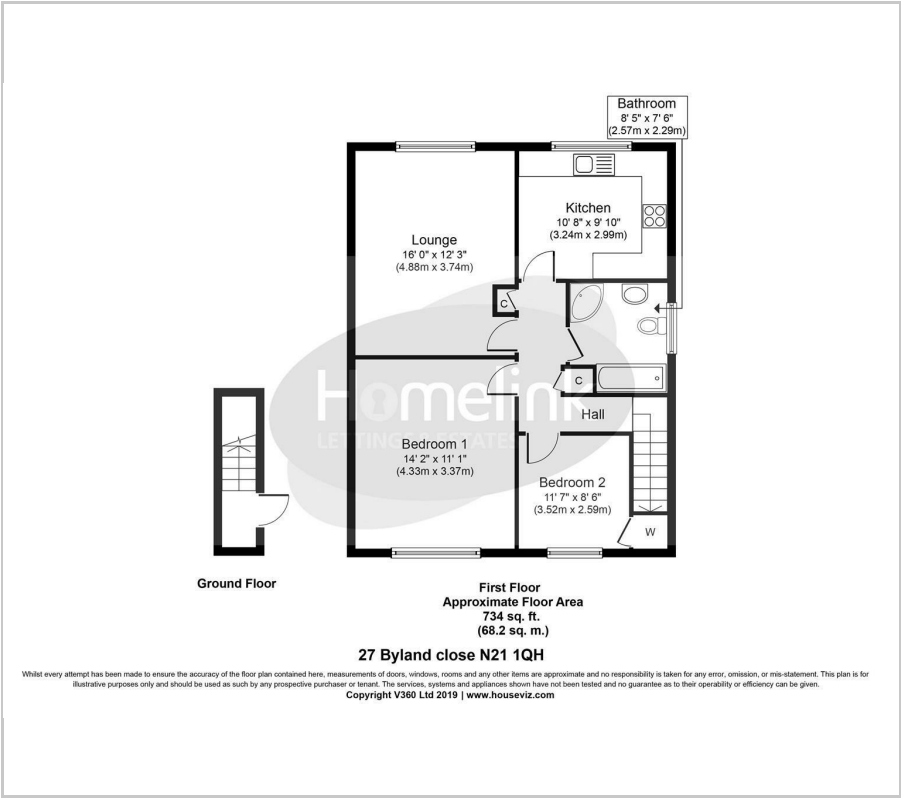 Bathroom
8' 5" x 7' 6"
(2.57m x 2.29m)
Kitchen
10' 8" x 9' 10"
(3.24m x 2.99m)
Lounge
16' 0" x 12' 3"
(4.88m x 3.74m)
C
C
Homelink
LETTINGS & ESTATES
Hall
Bedroom 1
14' 2" x 11' 1"
(4.33m x 3.37m)
Bedroom 2
11' 7" x 8' 6"
(3.52m x 2.59m)
W
Ground Floor
First Floor
Approximate Floor Area
734 sq. ft.
(68.2 sq. m.)
27 Byland close N21 1QH
Whilst every attempt has been made to ensure the accuracy of the floor plan contained here, measurements of doors, windows, rooms and any other items are approximate and no responsibility is taken for any error, omission, or mis-statement. This plan is for
illustrative purposes only and should be used as such by any prospective purchaser or tenant. The services, systems and appliances shown have not been tested and no guarantee as to their operability or efficiency can be given.
Copyright V360 Ltd 2019 | www.houseviz.com